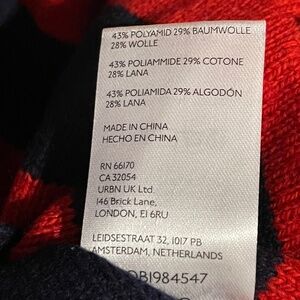 43% POLYAMID 29% BAUMWOLLE
28% WOLLE
43% POLIAMMIDE 29% COTONE
28% LANA
43% POLIAMIDA 29% ALGODÓN
28% LANA
MADE IN CHINA
HECHO EN CHINA
RN 66170
CA 32054
URBN UK Ltd.
146 Brick Lane,
LONDON, E1 6RU
LEIDSESTRAAT 32, 1017 PB
AMSTERDAM, NETHERLANDS